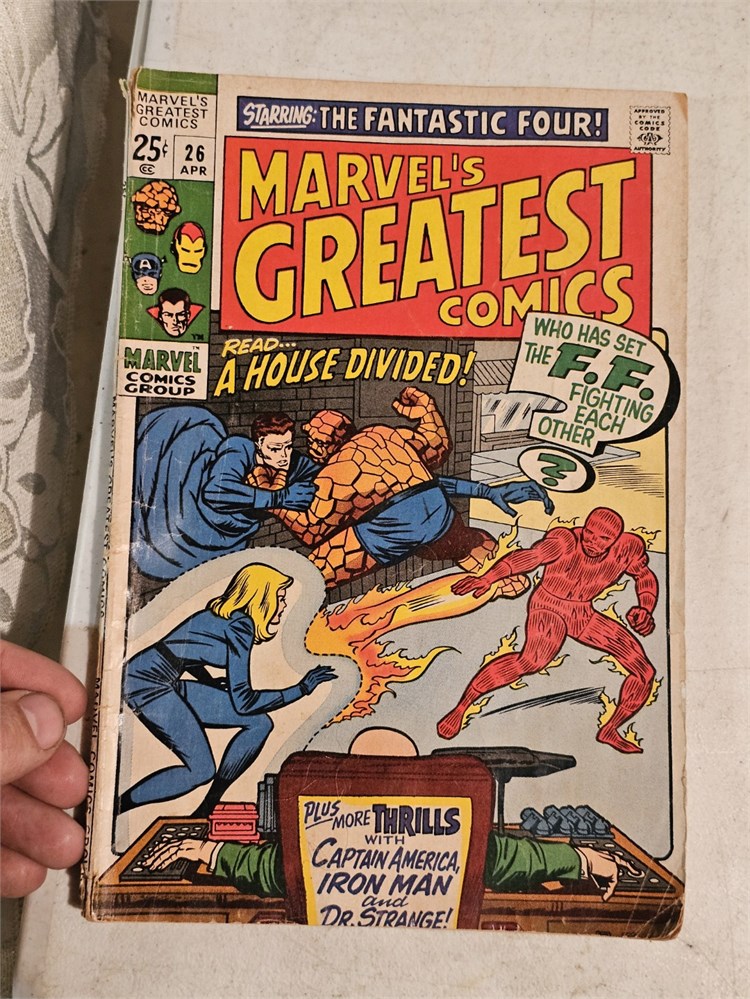 MARVEL'S
GREATEST
COMICS
25¢
CC
26
APR
STARRING: THE FANTASTIC FOUR!
APPROVED
BY THE
COMICS
CODE
AUTHORITY
MARVEL'S
GREATEST
COMICS
TM
MARVEL
COMICS
GROUP
READ...
A HOUSE DIVIDED!
WHO HAS SET
THE F.F.
FIGHTING
EACH
OTHER
?
PLUS MORE THRILLS
WITH
CAPTAIN AMERICA,
IRON MAN
and
DR. STRANGE!